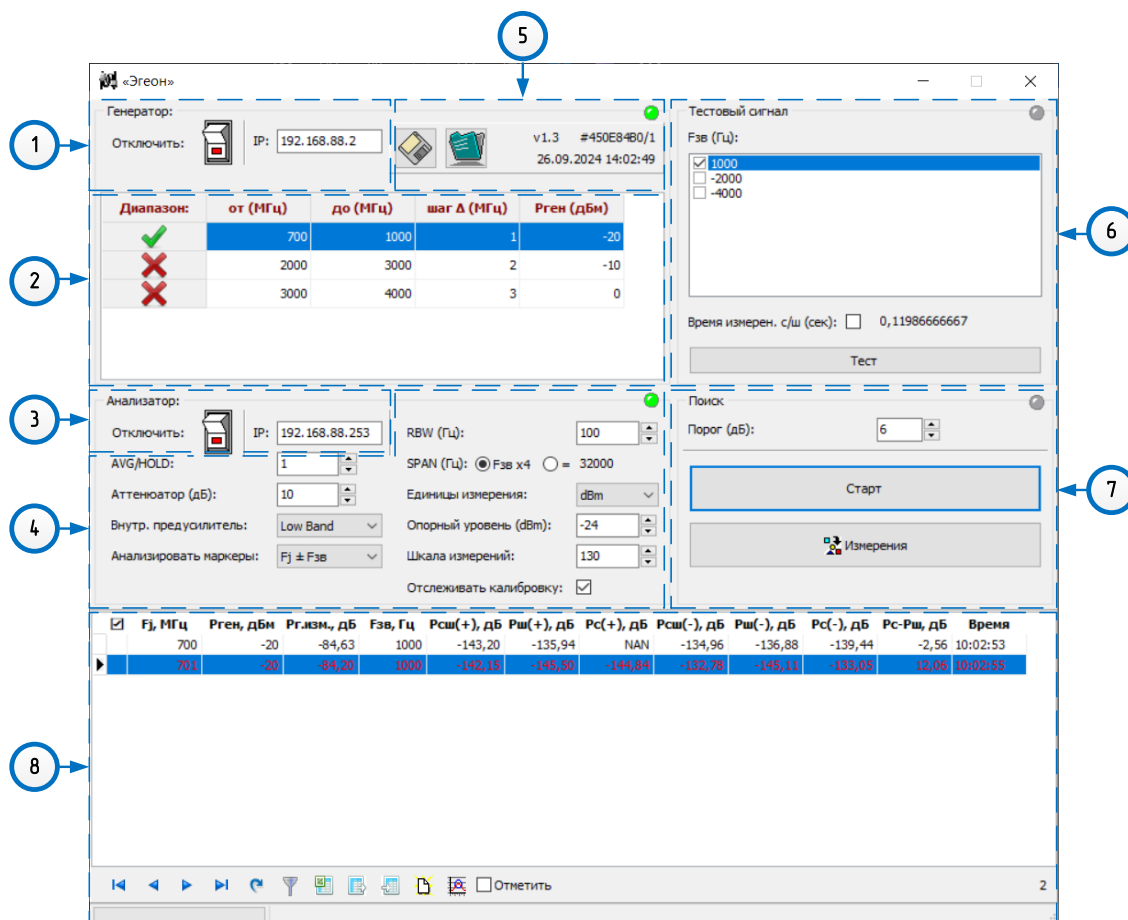 5
«Эгеон»
1
Генератор:
Отключить:
IP: 192.168.88.2
v1.3 #450E84B0/1
26.09.2024 14:02:49
2
Диапазон: от (МГц) до (МГц) шаг Δ (МГц) Pген (дБм)
700 1000 1 -20
2000 3000 2 -10
3000 4000 3 0
Тестовый сигнал
Fзв (Гц):
1000
-2000
-4000
6
Время измерен. с/ш (сек): 0,11986666667
Тест
3
Анализатор:
Отключить:
IP: 192.168.88.253
4
AVG/HOLD: 1
Аттенюатор (дБ): 10
Внутр. предусилитель: Low Band
Анализировать маркеры: Fj ± Fзв
RBW (Гц): 100
SPAN (Гц): Fзв x4 = 32000
Единицы измерения: dBm
Опорный уровень (dBm): -24
Шкала измерений: 130
Отслеживать калибровку:
Поиск
Порог (дБ): 6
Старт
7
Измерения
8
Fj, МГц Pген, дБм Pг.изм., дБ Fзв, Гц Pсш(+), дБ Pш(+), дБ Pс(+), дБ Pсш(-), дБ Pш(-), дБ Pс(-), дБ Pс-Pш, дБ Время
700 -20 -84,63 1000 -143,20 -135,94 NAN -134,96 -136,88 -139,44 -2,56 10:02:53
701 -20 -84,20 1000 -142,15 -145,50 -144,84 -132,78 -145,11 -133,05 12,06 10:02:55
Отметить
2